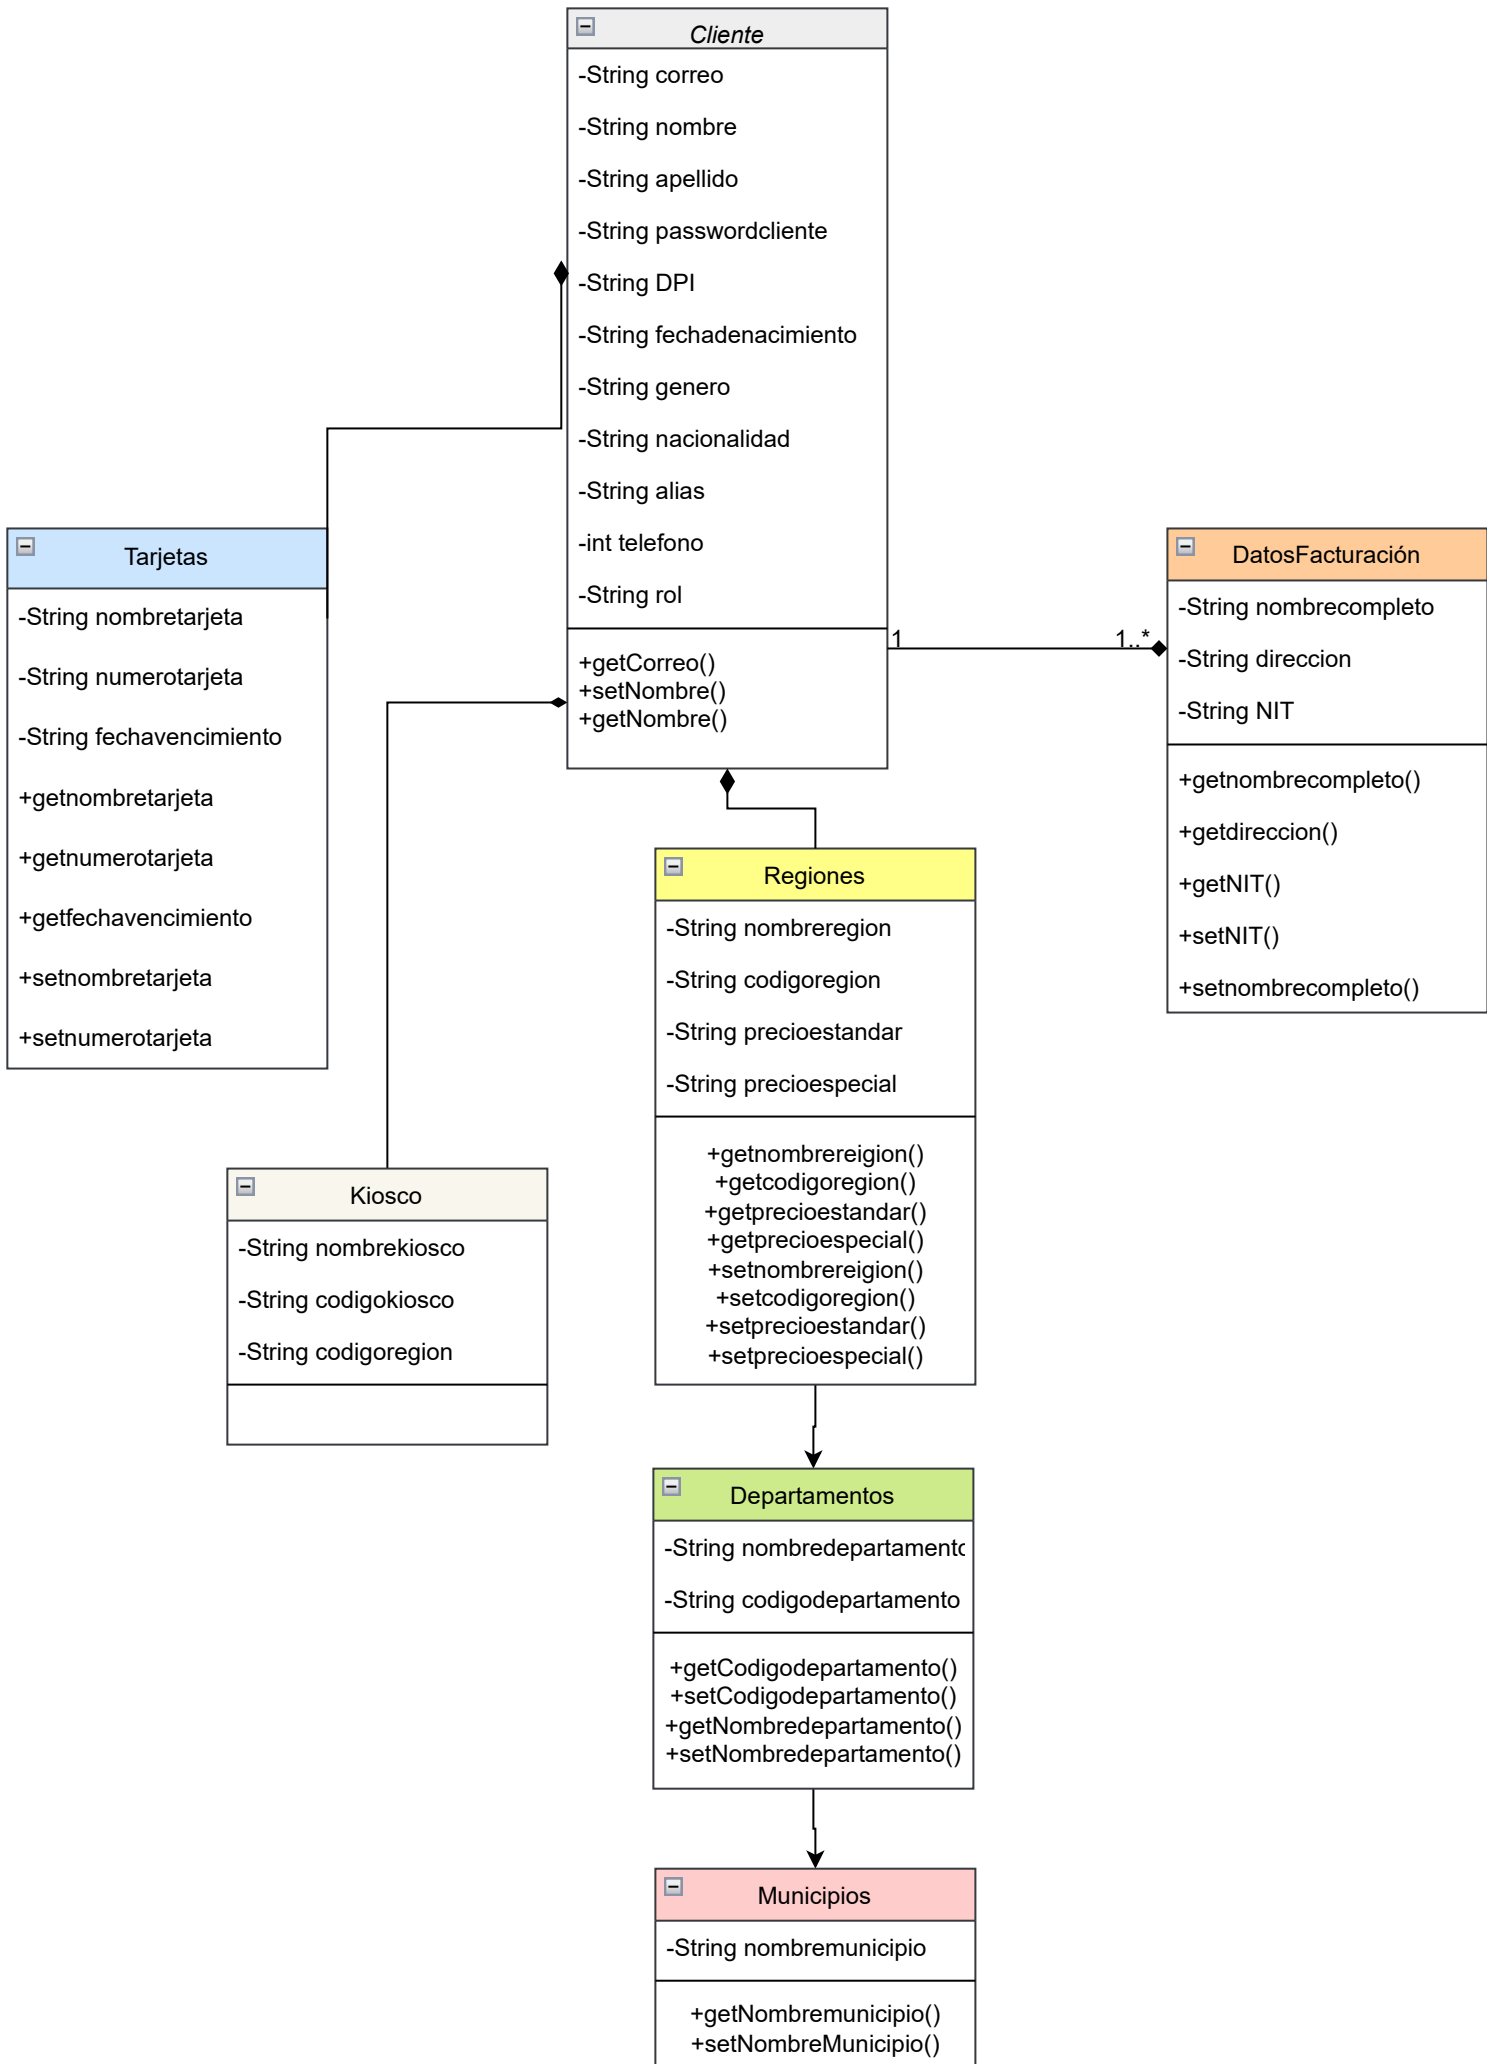 Cliente
-String correo
-String nombre
-String apellido
-String passwordcliente
-String DPI
-String fechadenacimiento
-String genero
-String nacionalidad
-String alias
-int telefono
-String rol
+getCorreo()
+setNombre()
+getNombre()
1
1..*
Tarjetas
-String nombretarjeta
-String numerotarjeta
-String fechavencimiento
+getnombretarjeta
+getnumerotarjeta
+getfechavencimiento
+setnombretarjeta
+setnumerotarjeta
DatosFacturación
-String nombrecompleto
-String direccion
-String NIT
+getnombrecompleto()
+getdireccion()
+getNIT()
+setNIT()
+setnombrecompleto()
Regiones
-String nombreregion
-String codigoregion
-String precioestandar
-String precioespecial
+getnombrereigion()
+getcodigoregion()
+getprecioestandar()
+getprecioespecial()
+setnombrereigion()
+setcodigoregion()
+setprecioestandar()
+setprecioespecial()
Kiosco
-String nombrekiosco
-String codigokiosco
-String codigoregion
Departamentos
-String nombredepartamento
-String codigodepartamento
+getCodigodepartamento()
+setCodigodepartamento()
+getNombredepartamento()
+setNombredepartamento()
Municipios
-String nombremunicipio
+getNombremunicipio()
+setNombreMunicipio()